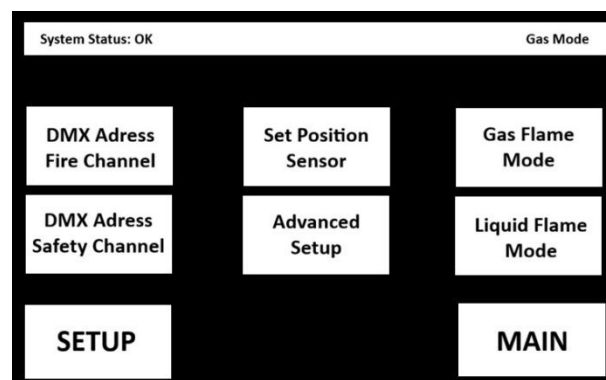 System Status: OK
Gas Mode
DMX Adress
Fire Channel
Set Position
Sensor
Gas Flame
Mode
DMX Adress
Safety Channel
Advanced
Setup
Liquid Flame
Mode
SETUP
MAIN